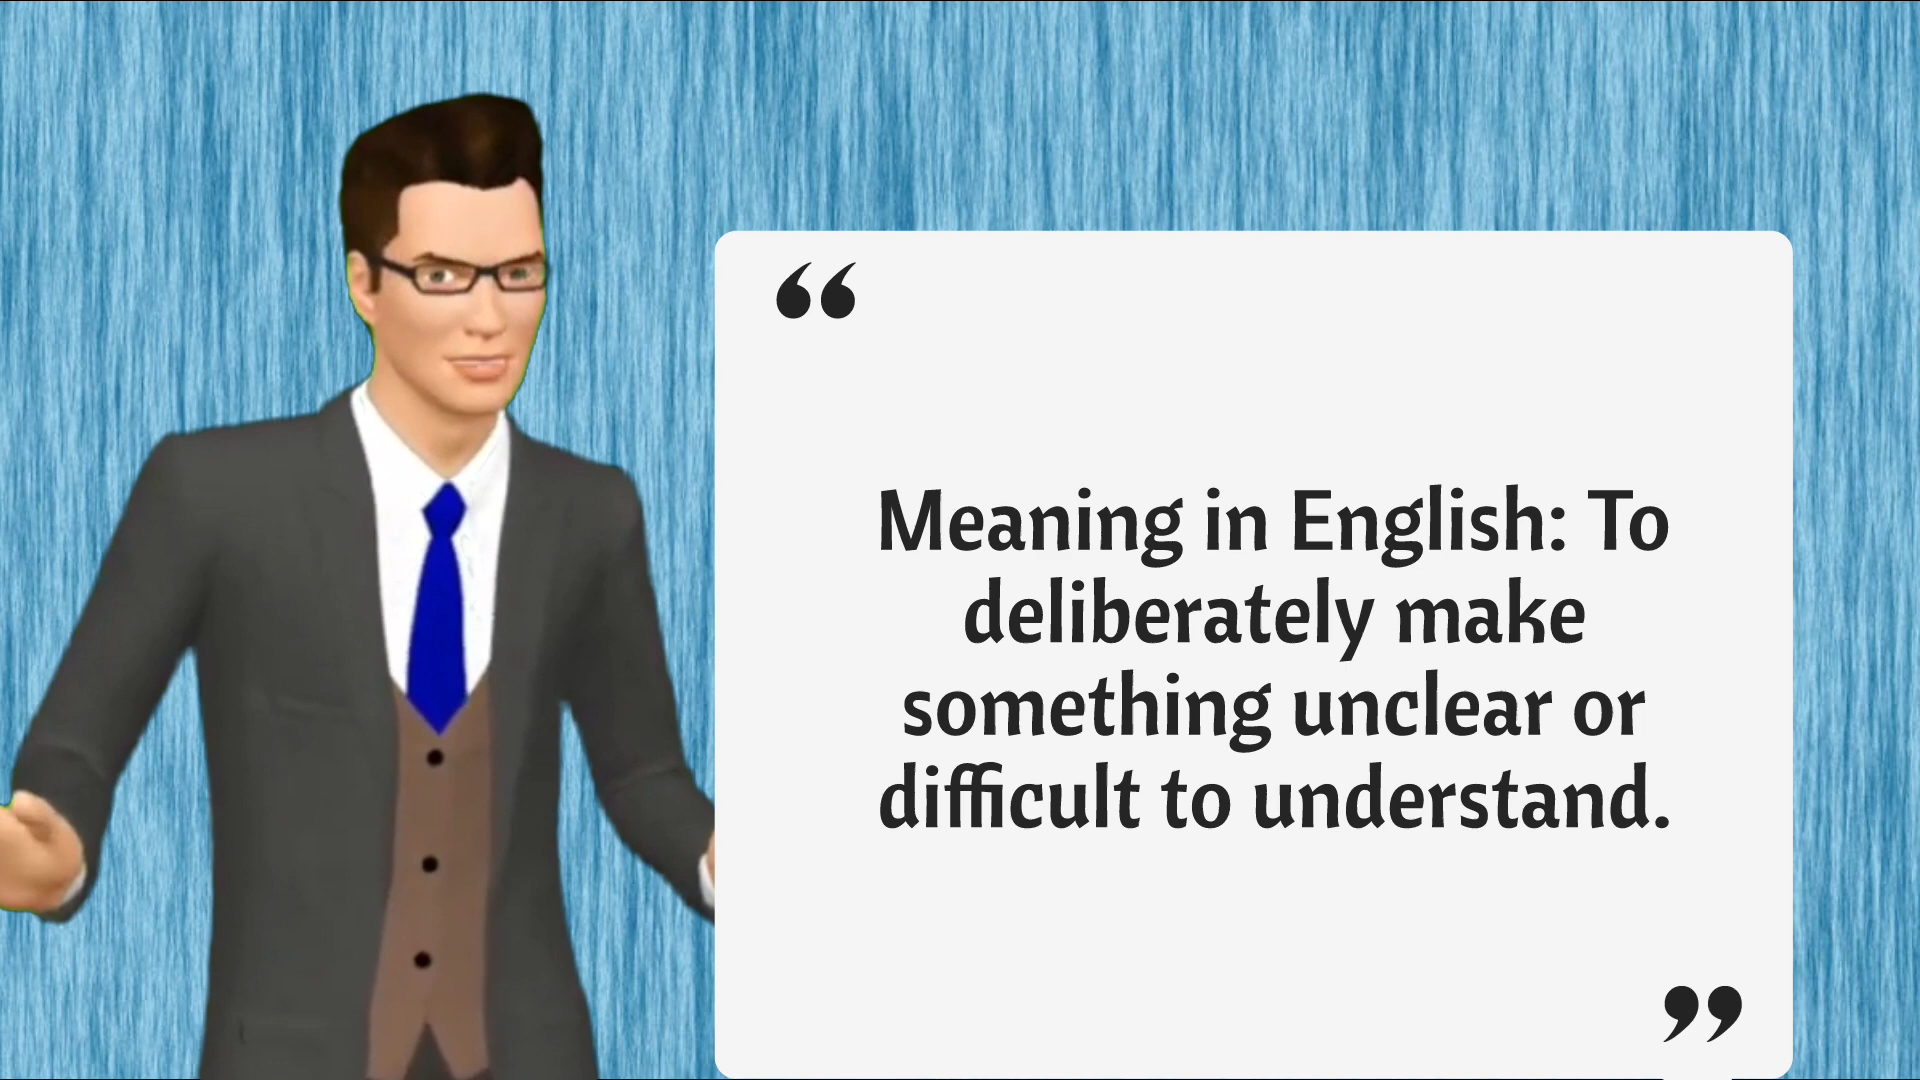 “
Meaning in English: To
deliberately make
something unclear or
difficult to understand.
”